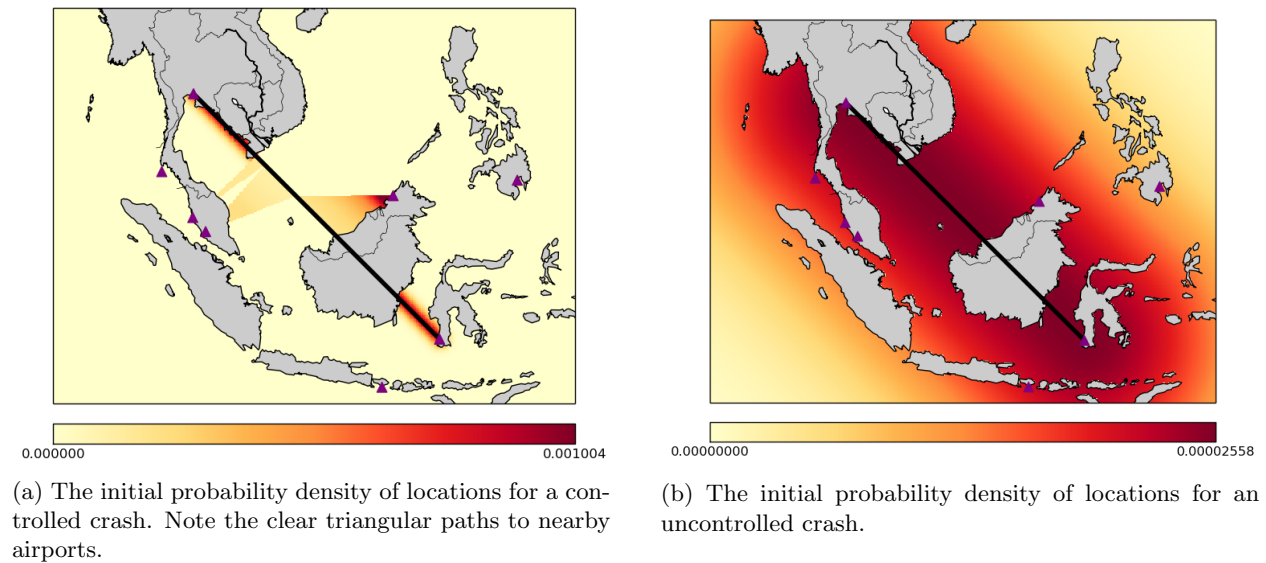 0.000000
0.001004
(a) The initial probability density of locations for a con-
trolled crash. Note the clear triangular paths to nearby
airports.
0.00000000
0.00002558
(b) The initial probability density of locations for an
uncontrolled crash.